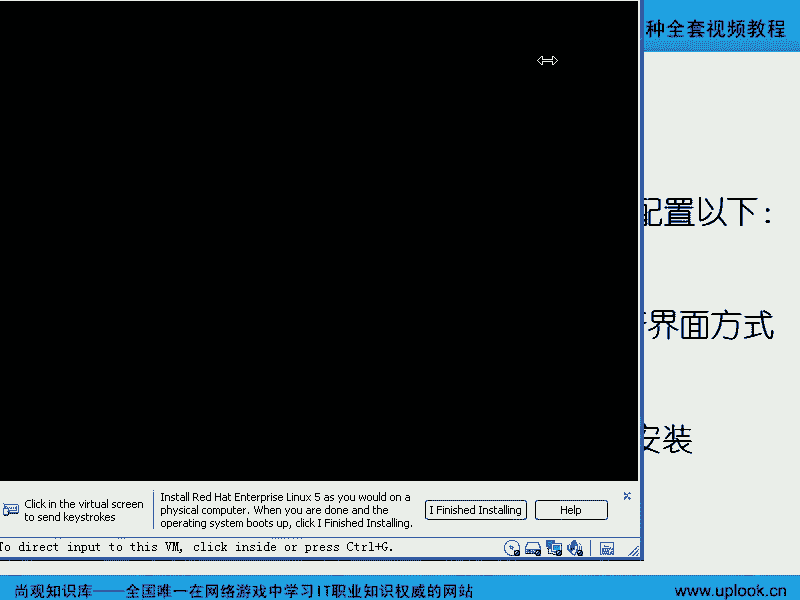 种全套视频教程
配置以下：
界面方式
安装
Click in the virtual screen
to send keystrokes
Install Red Hat Enterprise Linux 5 as you would on a
physical computer. When you are done and the
operating system boots up, click I Finished Installing.
I Finished Installing
Help
To direct input to this VM, click inside or press Ctrl+G.
尚观知识库——全国唯一在网络游戏中学习IT职业知识权威的网站
www.uplook.cn